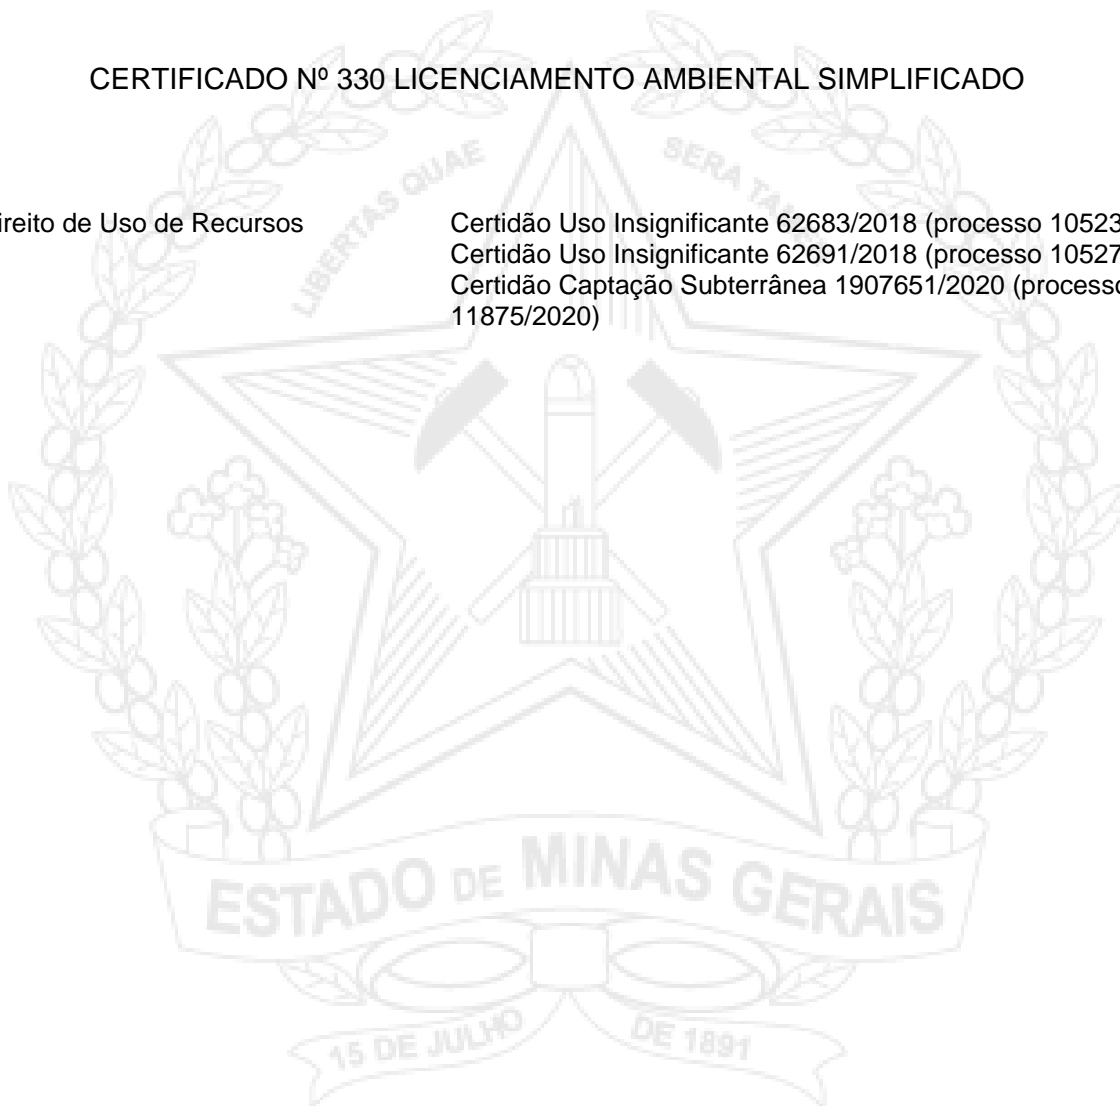 CERTIFICADO Nº 330 LICENCIAMENTO AMBIENTAL SIMPLIFICADO
LIBERTAS QUAE
SERA TAMEN
ireito de Uso de Recursos
Certidão Uso Insignificante 62683/2018 (processo 10523
Certidão Uso Insignificante 62691/2018 (processo 10527
Certidão Captação Subterrânea 1907651/2020 (processo
11875/2020)
ESTADO DE MINAS GERAIS
15 DE JULHO DE 1891